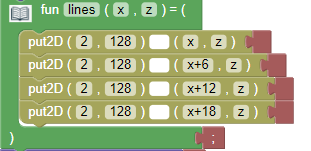 fun lines ( x , z ) = (
put2D ( 2 , 128 ) ( x , z )
put2D ( 2 , 128 ) ( x+6 , z )
put2D ( 2 , 128 ) ( x+12 , z )
put2D ( 2 , 128 ) ( x+18 , z )
) ;